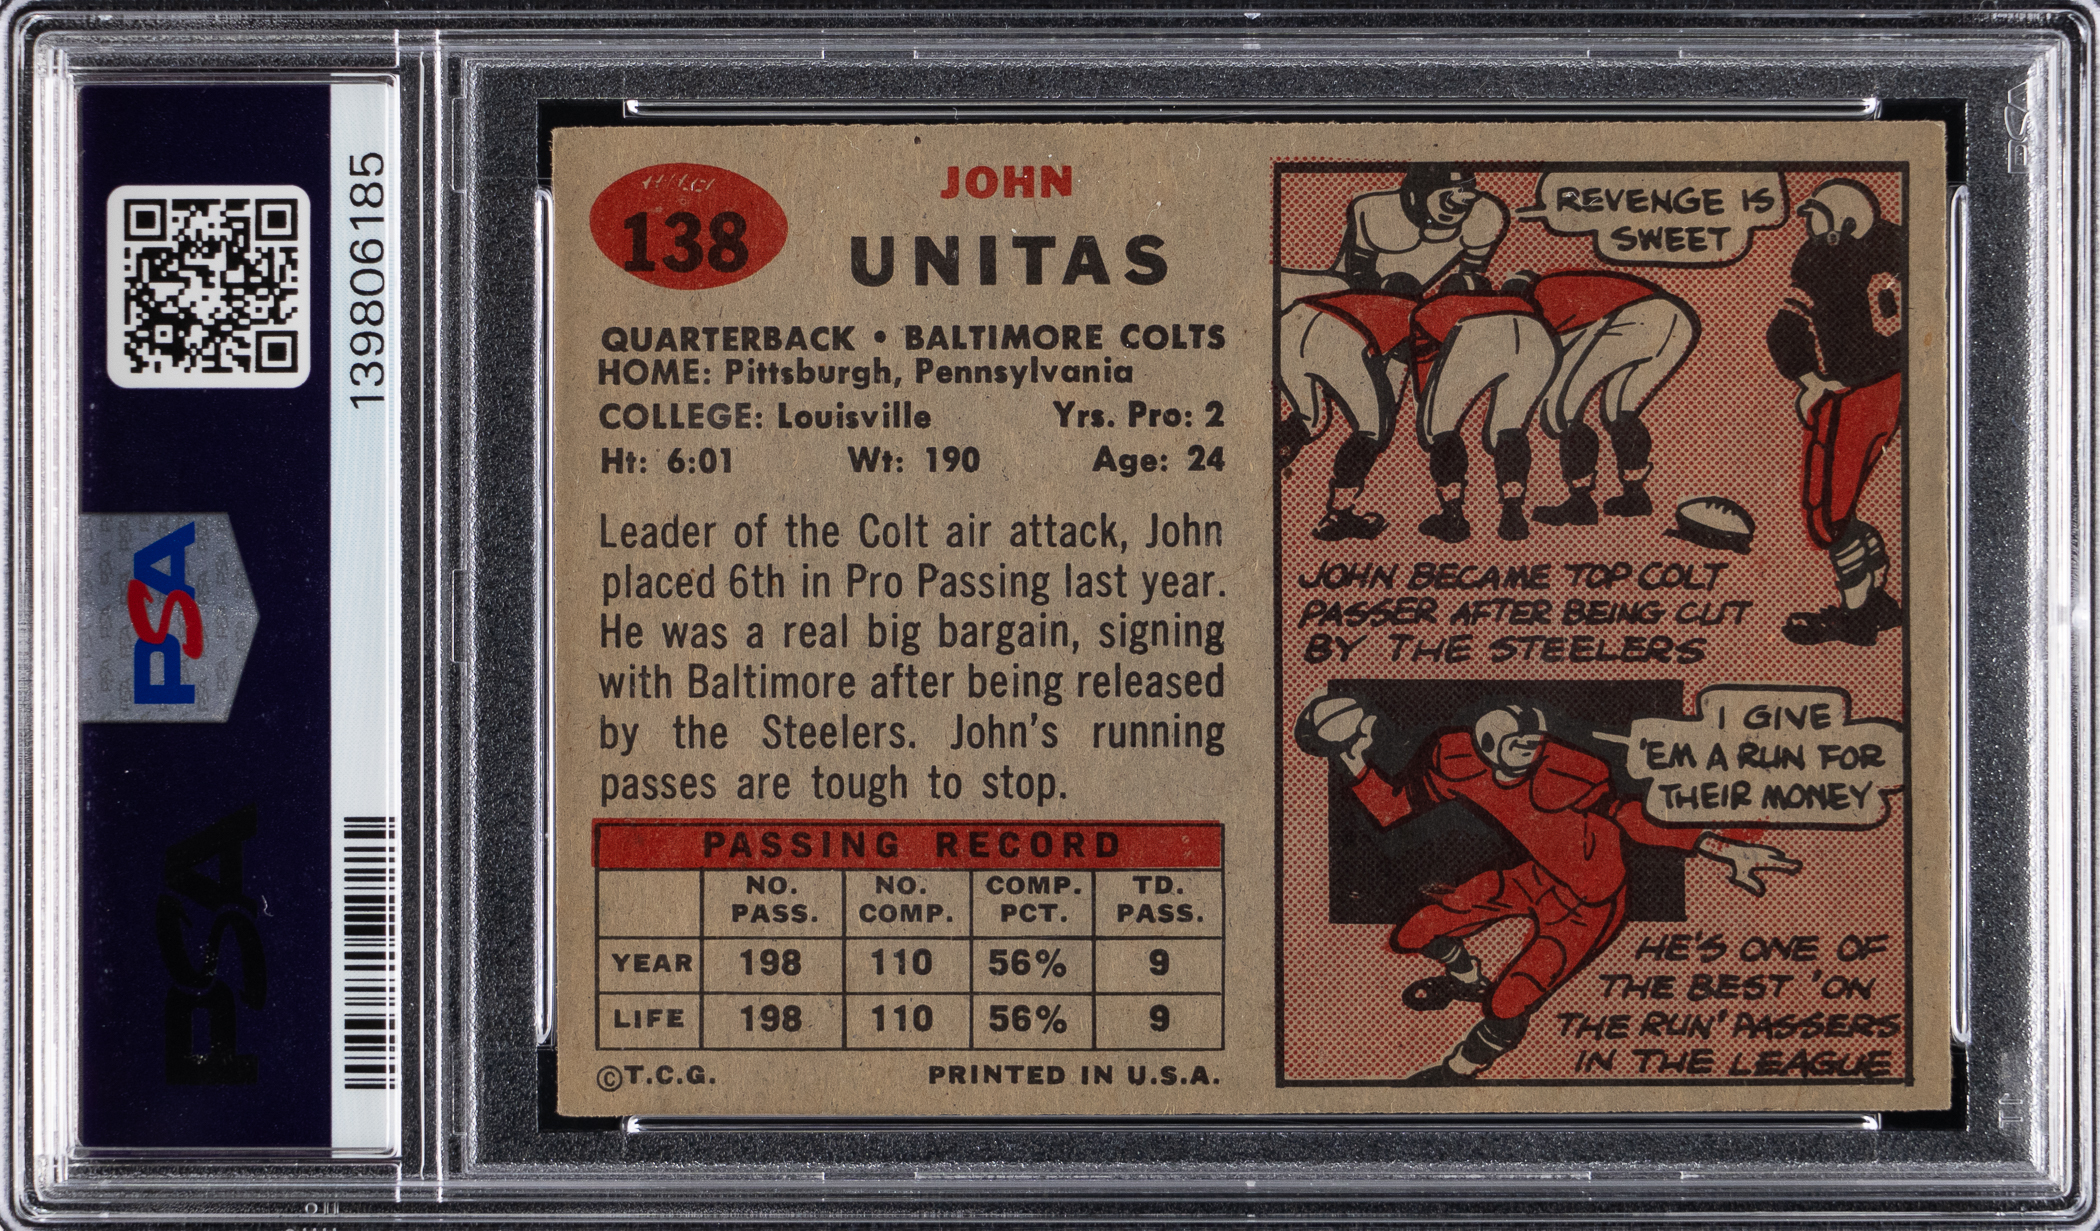 PSA
139806185
PSA
138
JOHN
UNITAS
QUARTERBACK • BALTIMORE COLTS
HOME: Pittsburgh, Pennsylvania
COLLEGE: Louisville Yrs. Pro: 2
Ht: 6:01 Wt: 190 Age: 24
Leader of the Colt air attack, John
placed 6th in Pro Passing last year.
He was a real big bargain, signing
with Baltimore after being released
by the Steelers. John's running
passes are tough to stop.
PASSING RECORD
NO. PASS. NO. COMP. COMP. PCT. TD. PASS.
YEAR 198 110 56% 9
LIFE 198 110 56% 9
©T.C.G. PRINTED IN U.S.A.
REVENGE IS
SWEET
JOHN BECAME TOP COLT
PASSER AFTER BEING CUT
BY THE STEELERS
I GIVE
'EM A RUN FOR
THEIR MONEY
HE'S ONE OF
THE BEST 'ON
THE RUN' PASSERS
IN THE LEAGUE
PSA